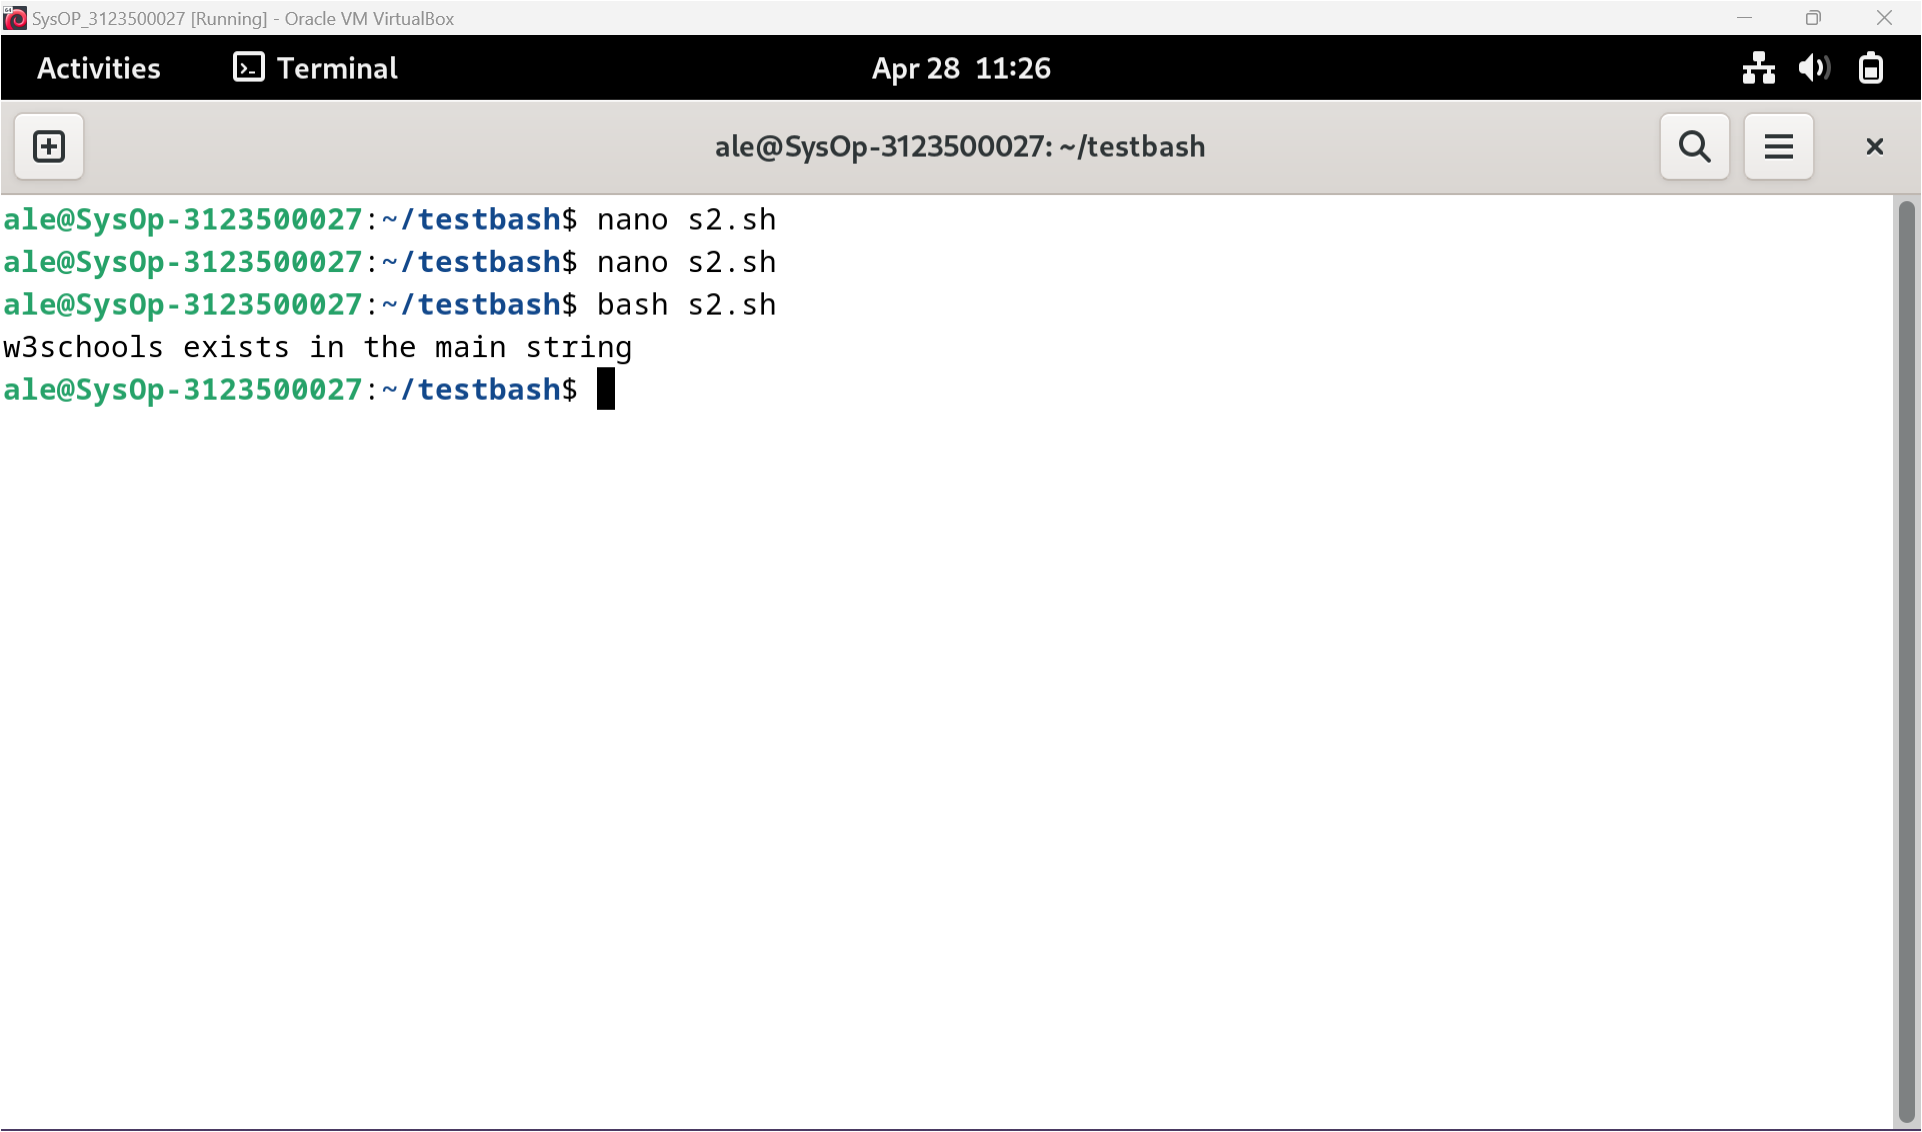 SysOP_3123500027 [Running] - Oracle VM VirtualBox
Activities Terminal Apr 28 11:26
ale@SysOp-3123500027: ~/testbash
ale@SysOp-3123500027:~/testbash$ nano s2.sh
ale@SysOp-3123500027:~/testbash$ nano s2.sh
ale@SysOp-3123500027:~/testbash$ bash s2.sh
w3schools exists in the main string
ale@SysOp-3123500027:~/testbash$